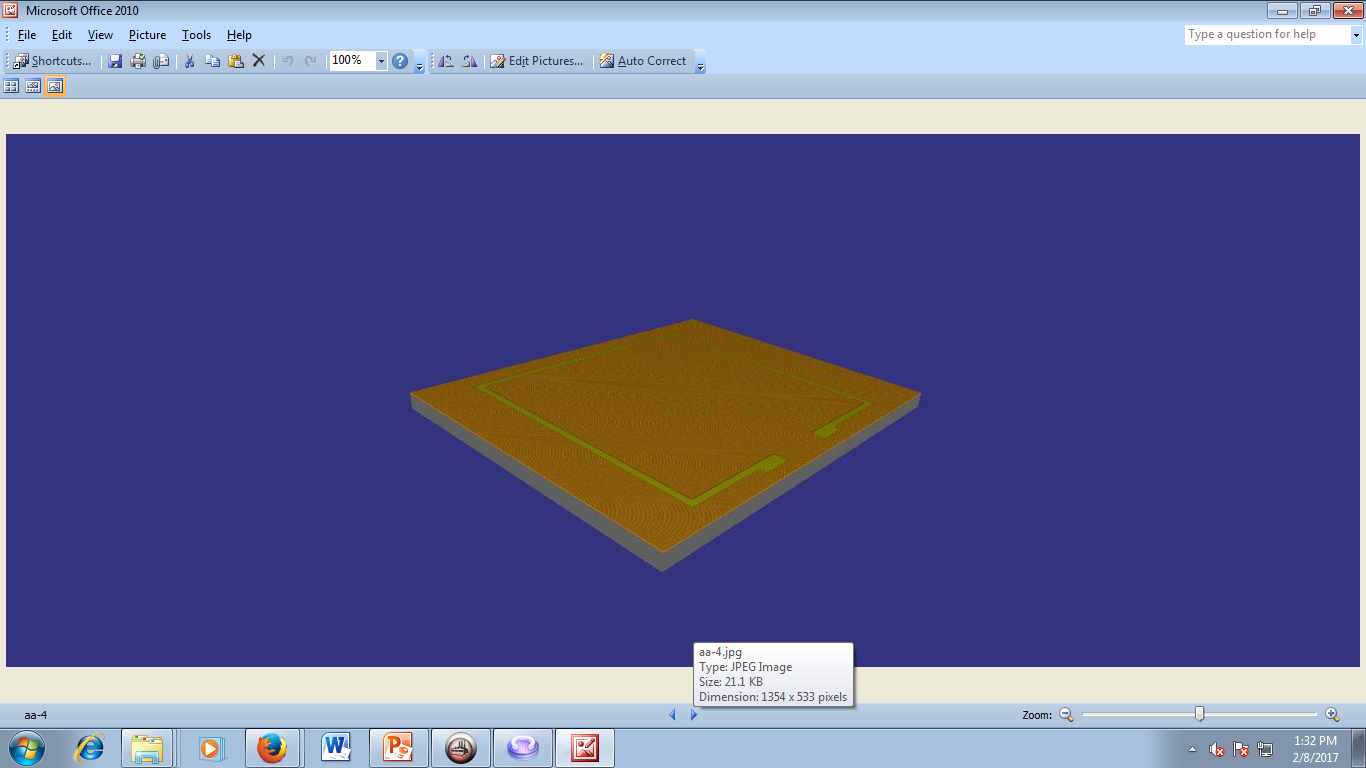 Microsoft Office 2010
File Edit View Picture Tools Help
Type a question for help
Shortcuts... 100% Edit Pictures... Auto Correct
aa-4.jpg
Type: JPEG Image
Size: 21.1 KB
Dimension: 1354 x 533 pixels
aa-4
Zoom:
1:32 PM
2/8/2017